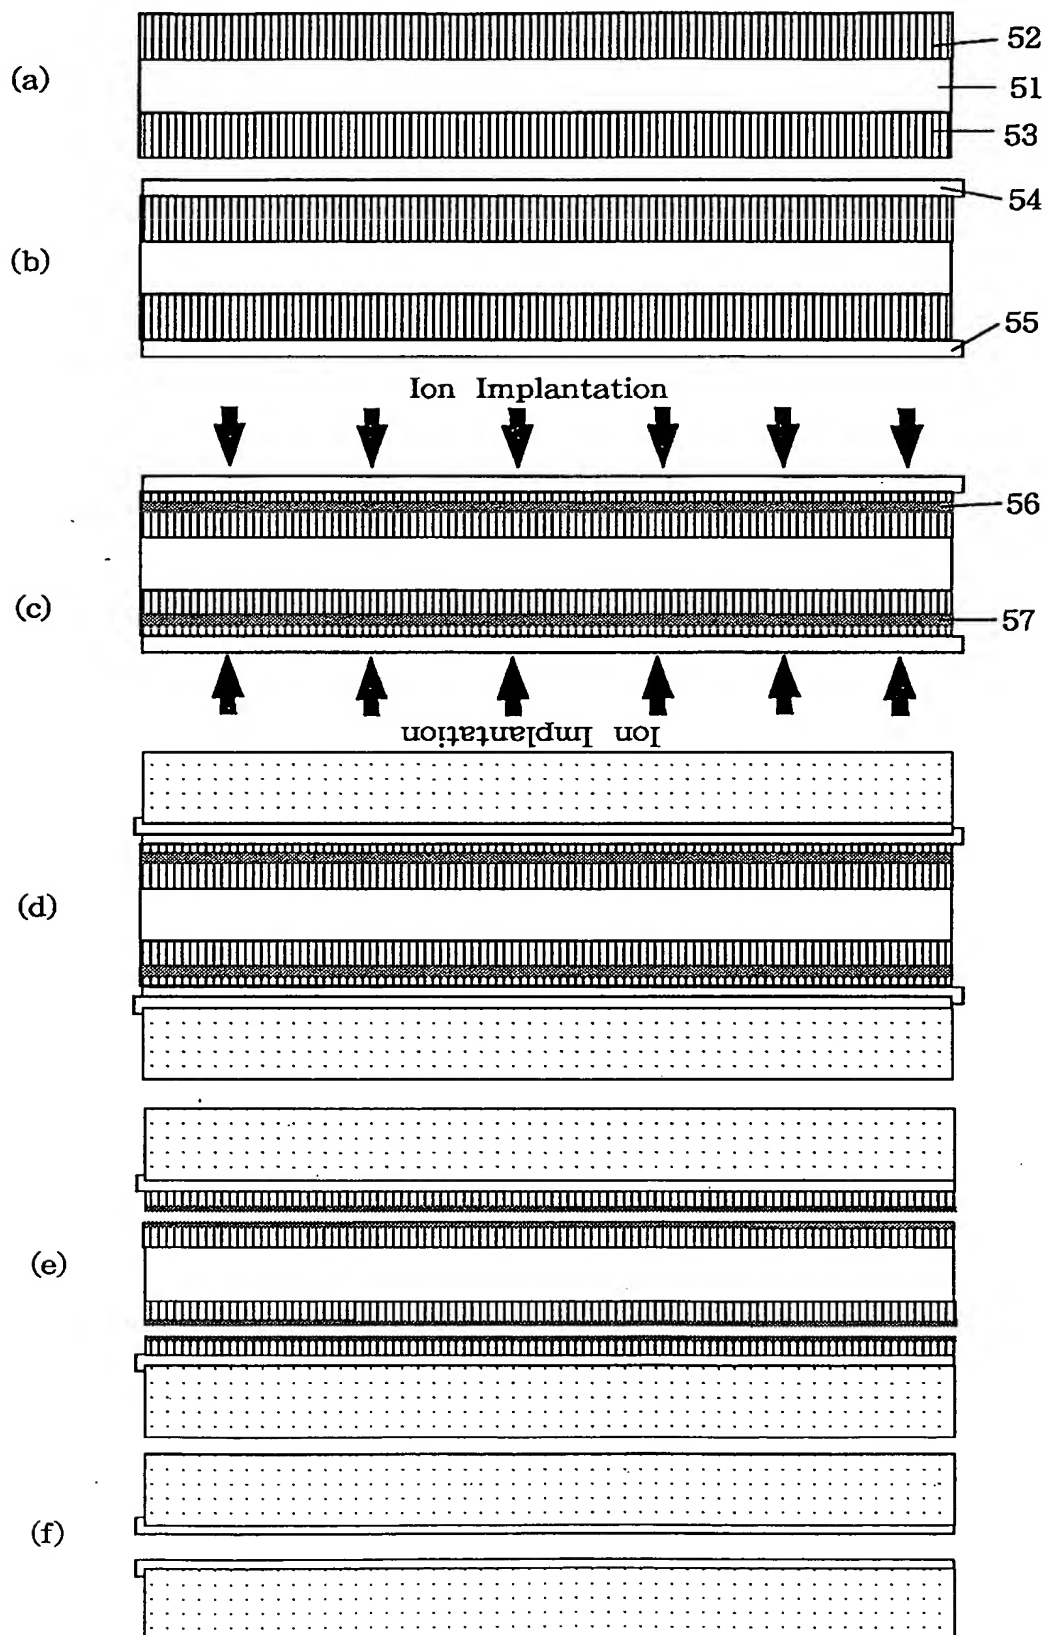 (a)
52
51
53
(b)
54
55
Ion Implantation
(c)
56
57
Ion Implantation
(d)
(e)
(f)